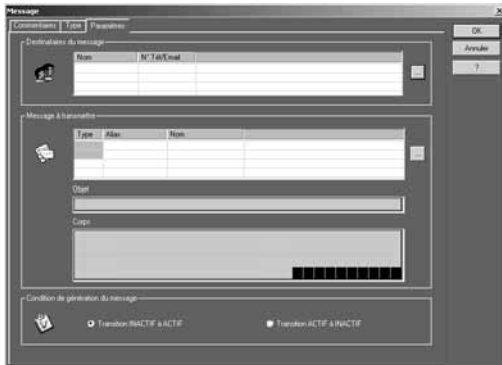 Message
Commentaires Type Paramètres
OK
Annuler
?
Destinataires du message
Nom N° Tél/Email
...
Message à transmettre
Type Alias Nom
...
Objet
Corps
Condition de génération du message
Transition INACTIF à ACTIF Transition ACTIF à INACTIF